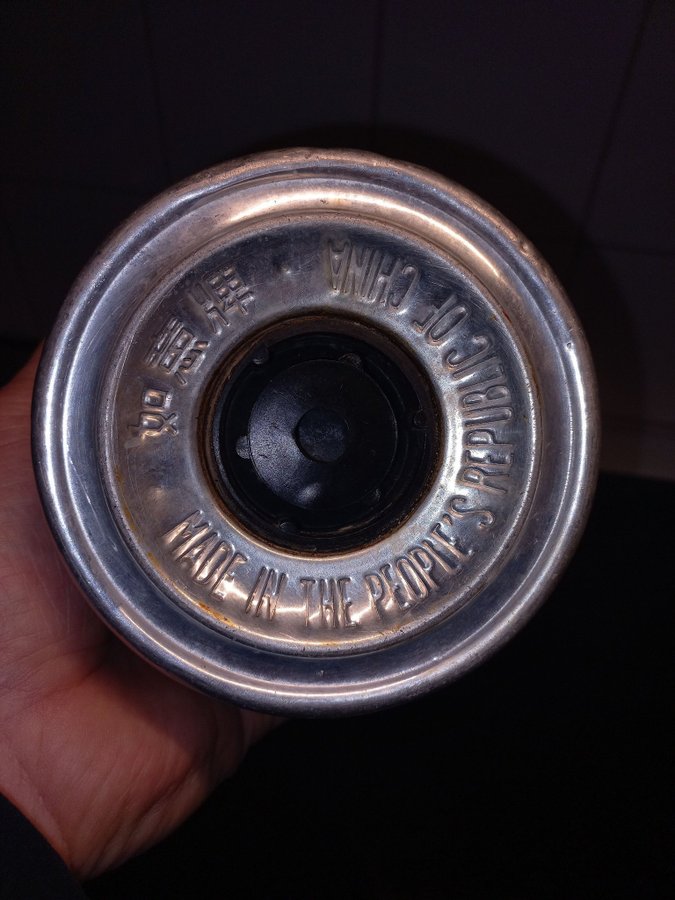 如意牌
MADE IN THE PEOPLE'S REPUBLIC OF CHINA